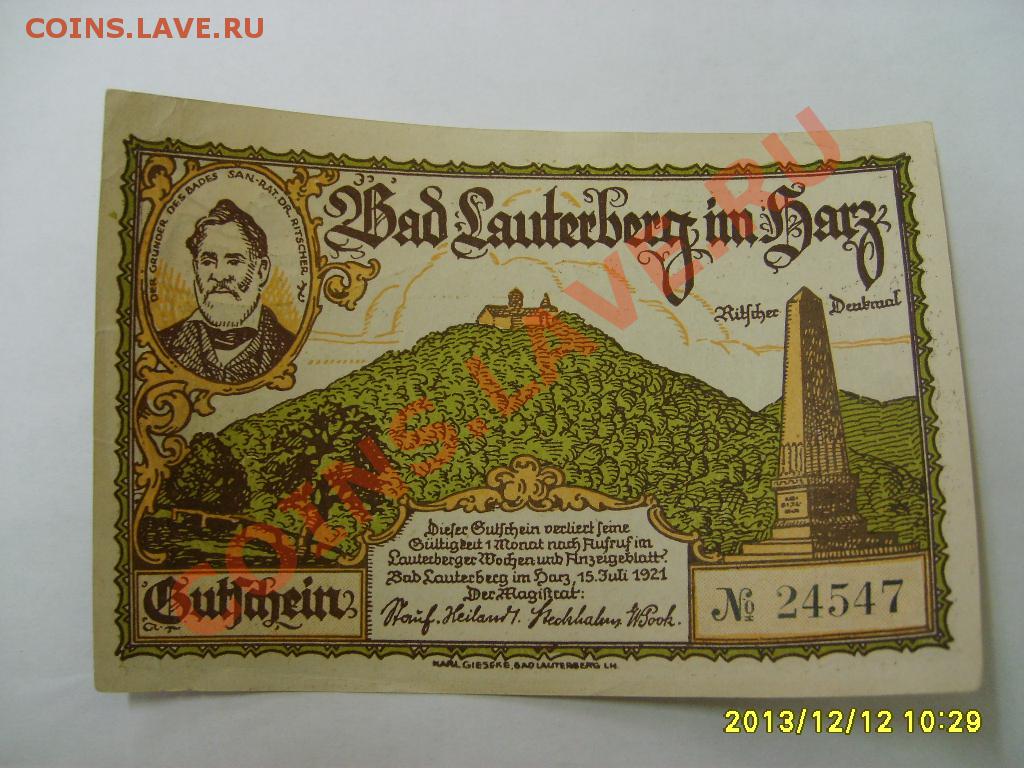 COINS.LAVE.RU
DER GRÜNDER DES BADES SAN.-RAT. DR. RITSCHER
Bad Lauterberg im Harz
Ritscher Denkmal
Dieser Gutschein verliert seine
Gültigkeit 1 Monat nach Aufruf im
Lauterberger Wochen und Anzeigeblatt.
Bad Lauterberg im Harz, 15. Juli 1921
Der Magistrat:
Gutschein
№ 24547
KARL GIESEKE, BAD LAUTERBERG I.H.
COINS.LAVE.RU
2013/12/12 10:29